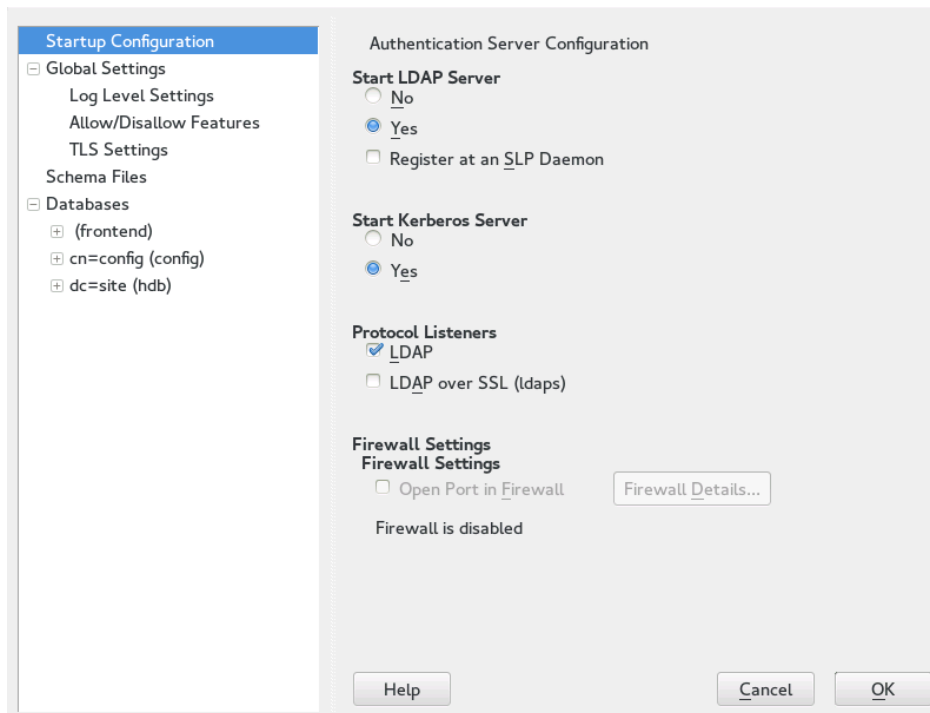 Startup Configuration
Global Settings
Log Level Settings
Allow/Disallow Features
TLS Settings
Schema Files
Databases
(frontend)
cn=config (config)
dc=site (hdb)
Authentication Server Configuration
Start LDAP Server
No
Yes
Register at an SLP Daemon
Start Kerberos Server
No
Yes
Protocol Listeners
LDAP
LDAP over SSL (ldaps)
Firewall Settings
Firewall Settings
Open Port in Firewall
Firewall Details...
Firewall is disabled
Help
Cancel
OK